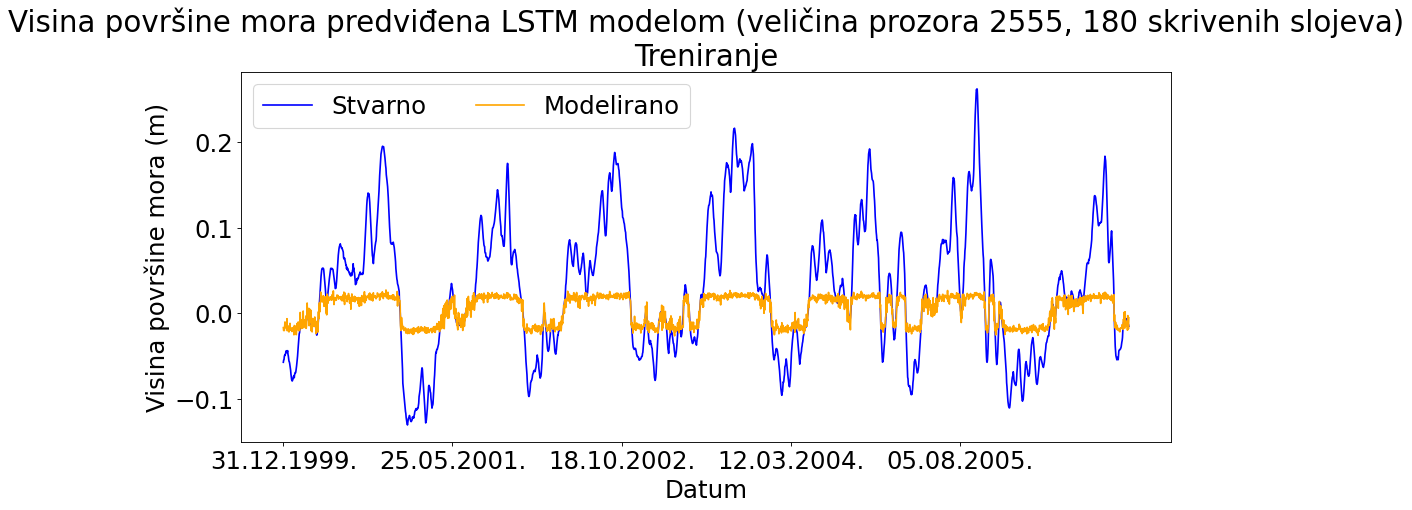 Visina površine mora predviđena LSTM modelom (veličina prozora 2555, 180 skrivenih slojeva)
Treniranje
Stvarno
Modelirano
Visina površine mora (m)
0.2
0.1
0.0
−0.1
31.12.1999.
25.05.2001.
18.10.2002.
12.03.2004.
05.08.2005.
Datum